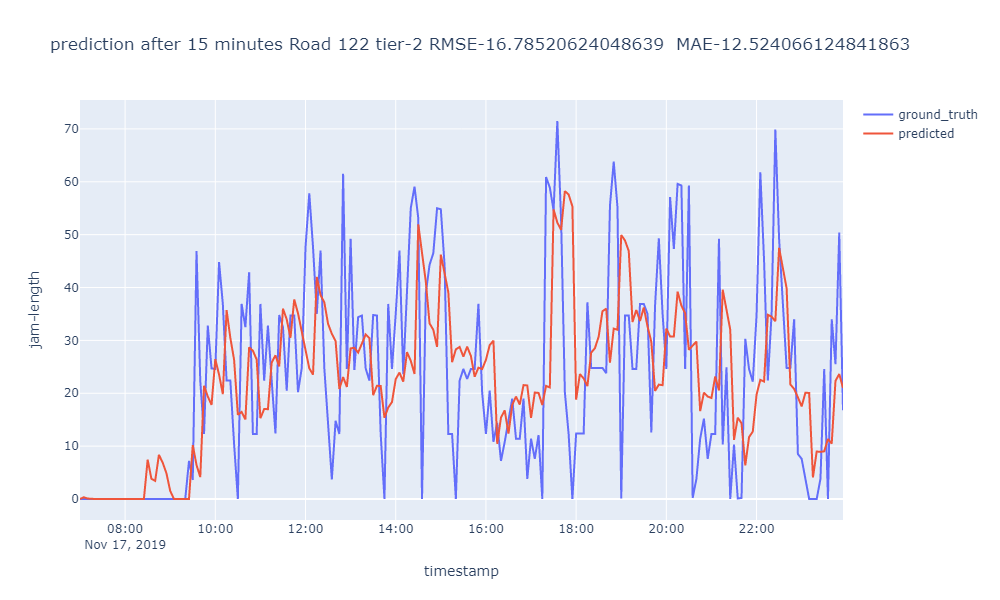 prediction after 15 minutes Road 122 tier-2 RMSE-16.78520624048639  MAE-12.524066124841863
ground_truth
predicted
70
60
50
40
30
20
10
0
jam-length
08:00 10:00 12:00 14:00 16:00 18:00 20:00 22:00
Nov 17, 2019
timestamp